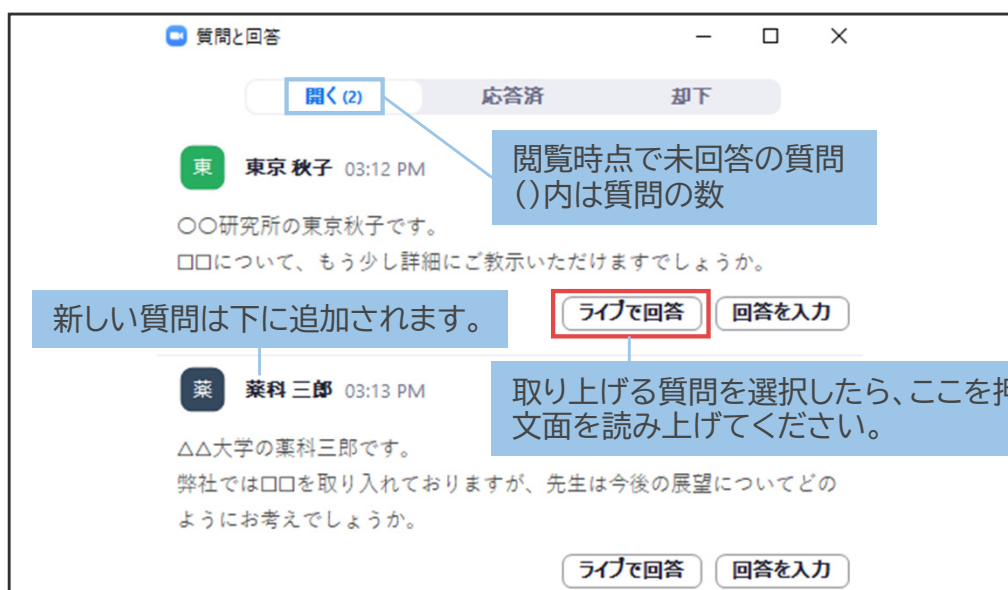 質問と回答
開く(2)
応答済
却下
東
東京 秋子 03:12 PM
閲覧時点で未回答の質問
()内は質問の数
〇〇研究所の東京秋子です。
□□について、もう少し詳細にご教示いただけますでしょうか。
新しい質問は下に追加されます。
ライブで回答
回答を入力
薬
薬科 三郎 03:13 PM
取り上げる質問を選択したら、ここを押
文面を読み上げてください。
△△大学の薬科三郎です。
弊社では□□を取り入れておりますが、先生は今後の展望についてどの
ようにお考えでしょうか。
ライブで回答
回答を入力